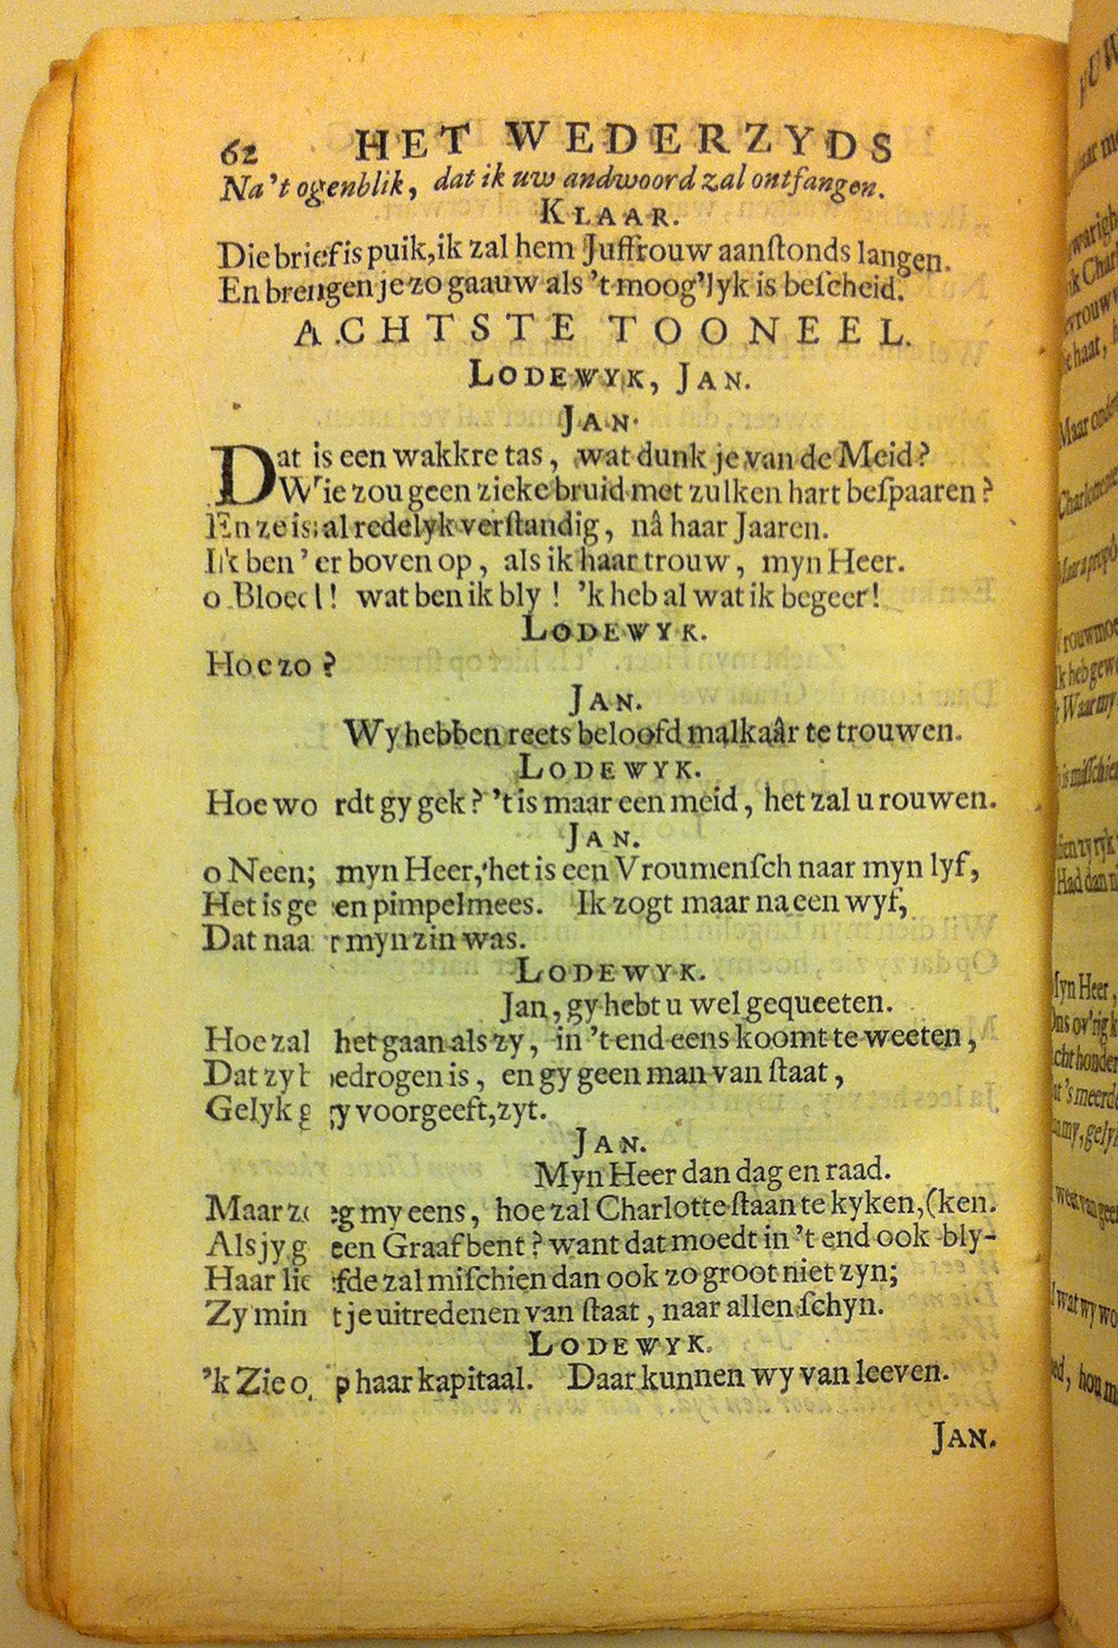 62 HET WEDERZYDS
Na 't ogenblik, dat ik uw andwoord zal ontfangen.
KLAAR.
Die brief is puik, ik zal hem Juffrouw aanſtonds langen.
En brengen je zo gaauw als 't moog'lyk is beſcheid.
ACHTSTE TOONEEL.
LODEWYK, JAN.
JAN.
Dat is een wakkre tas, wat dunk je van de Meid?
Wie zou geen zieke bruid met zulken hart beſpaaren?
En ze is al redelyk verſtandig, nâ haar Jaaren.
Ik ben 'er boven op, als ik haar trouw, myn Heer.
o Bloed! wat ben ik bly! 'k heb al wat ik begeer!
LODEWYK.
Hoe zo?
JAN.
Wy hebben reets beloofd malkaâr te trouwen.
LODEWYK.
Hoe wordt gy gek? 't is maar een meid, het zal u rouwen.
JAN.
o Neen; myn Heer, het is een Vroumenſch naar myn lyf,
Het is geen pimpelmees. Ik zogt maar na een wyf,
Dat naar myn zin was.
LODEWYK.
Jan, gy hebt u wel gequeeten.
Hoe zal het gaan als zy, in 't end eens koomt te weeten,
Dat zy bedrogen is, en gy geen man van ſtaat,
Gelyk gy voorgeeft, zyt.
JAN.
Myn Heer dan dag en raad.
Maar zeg my eens, hoe zal Charlotte ſtaan te kyken, (ken.
Als jy geen Graaf bent? want dat moedt in 't end ook bly-
Haar liefde zal miſchien dan ook zo groot niet zyn;
Zy mint je uit redenen van ſtaat, naar allen ſchyn.
LODEWYK.
'k Zie op haar kapitaal. Daar kunnen wy van leeven.
JAN.